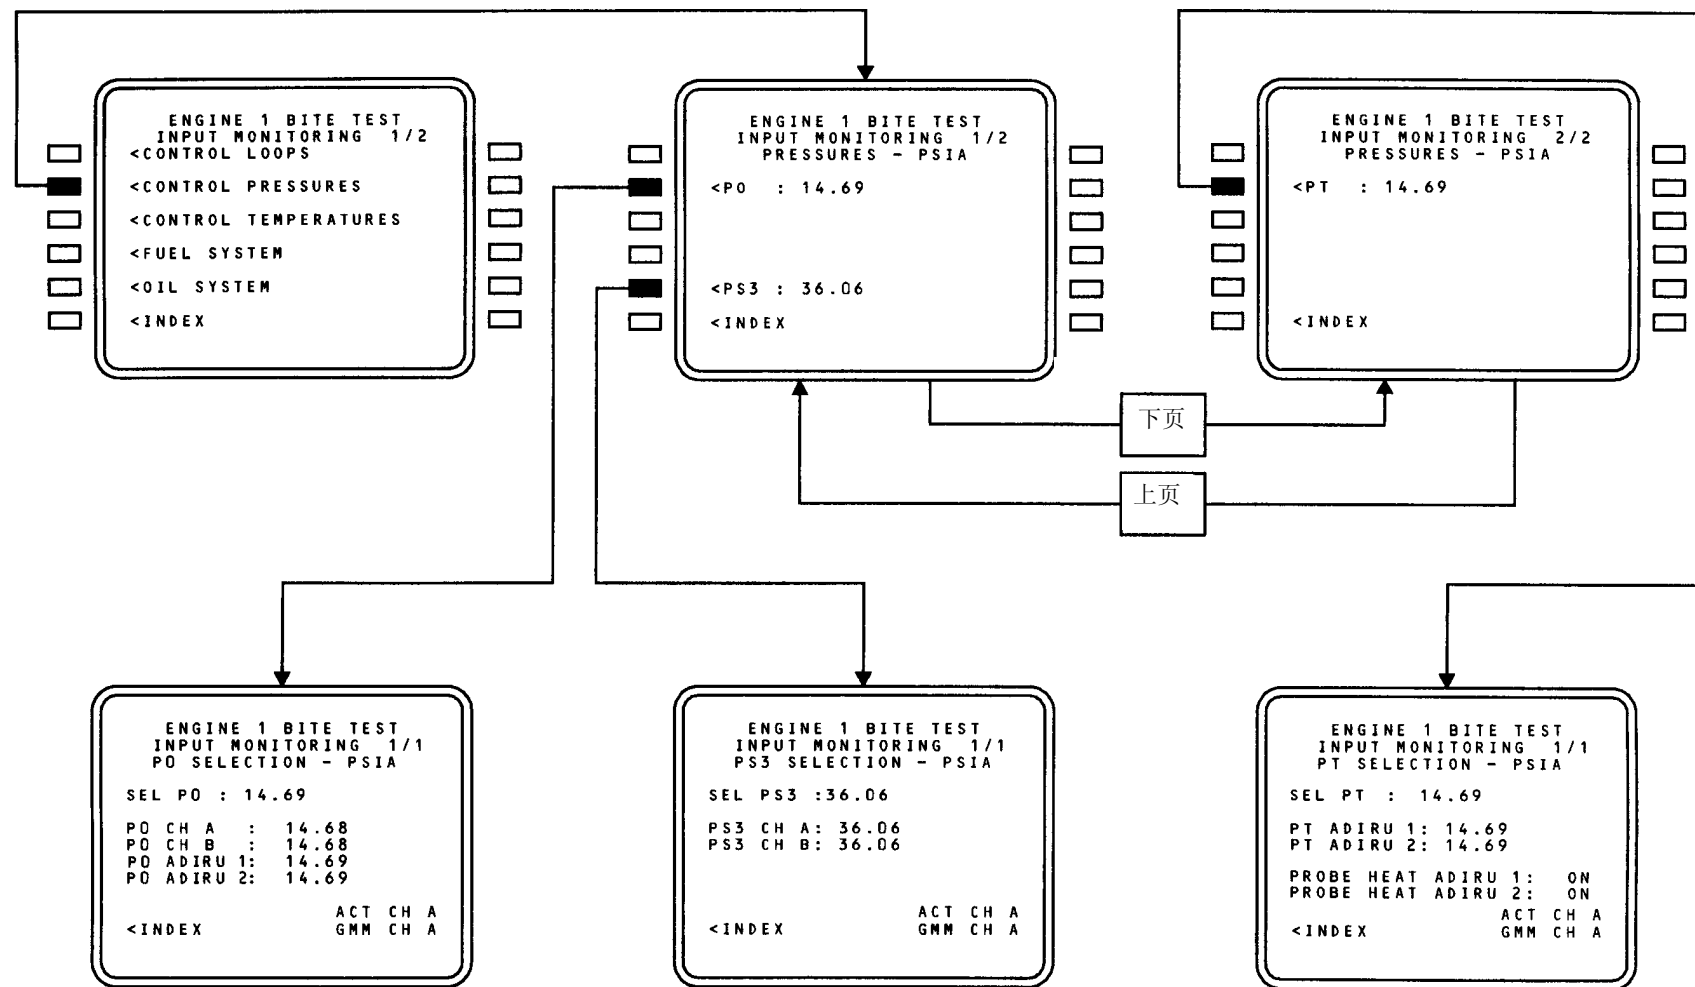 ENGINE 1 BITE TEST
INPUT MONITORING 1/2
<CONTROL LOOPS
<CONTROL PRESSURES
<CONTROL TEMPERATURES
<FUEL SYSTEM
<OIL SYSTEM
<INDEX
ENGINE 1 BITE TEST
INPUT MONITORING 1/2
PRESSURES - PSIA
<P0 : 14.69
<PS3 : 36.06
<INDEX
ENGINE 1 BITE TEST
INPUT MONITORING 2/2
PRESSURES - PSIA
<PT : 14.69
<INDEX
下页
上页
ENGINE 1 BITE TEST
INPUT MONITORING 1/1
P0 SELECTION - PSIA
SEL P0 : 14.69
P0 CH A : 14.68
P0 CH B : 14.68
P0 ADIRU 1: 14.69
P0 ADIRU 2: 14.69
ACT CH A
<INDEX GMM CH A
ENGINE 1 BITE TEST
INPUT MONITORING 1/1
PS3 SELECTION - PSIA
SEL PS3 :36.06
PS3 CH A: 36.06
PS3 CH B: 36.06
ACT CH A
<INDEX GMM CH A
ENGINE 1 BITE TEST
INPUT MONITORING 1/1
PT SELECTION - PSIA
SEL PT : 14.69
PT ADIRU 1: 14.69
PT ADIRU 2: 14.69
PROBE HEAT ADIRU 1: ON
PROBE HEAT ADIRU 2: ON
ACT CH A
<INDEX GMM CH A